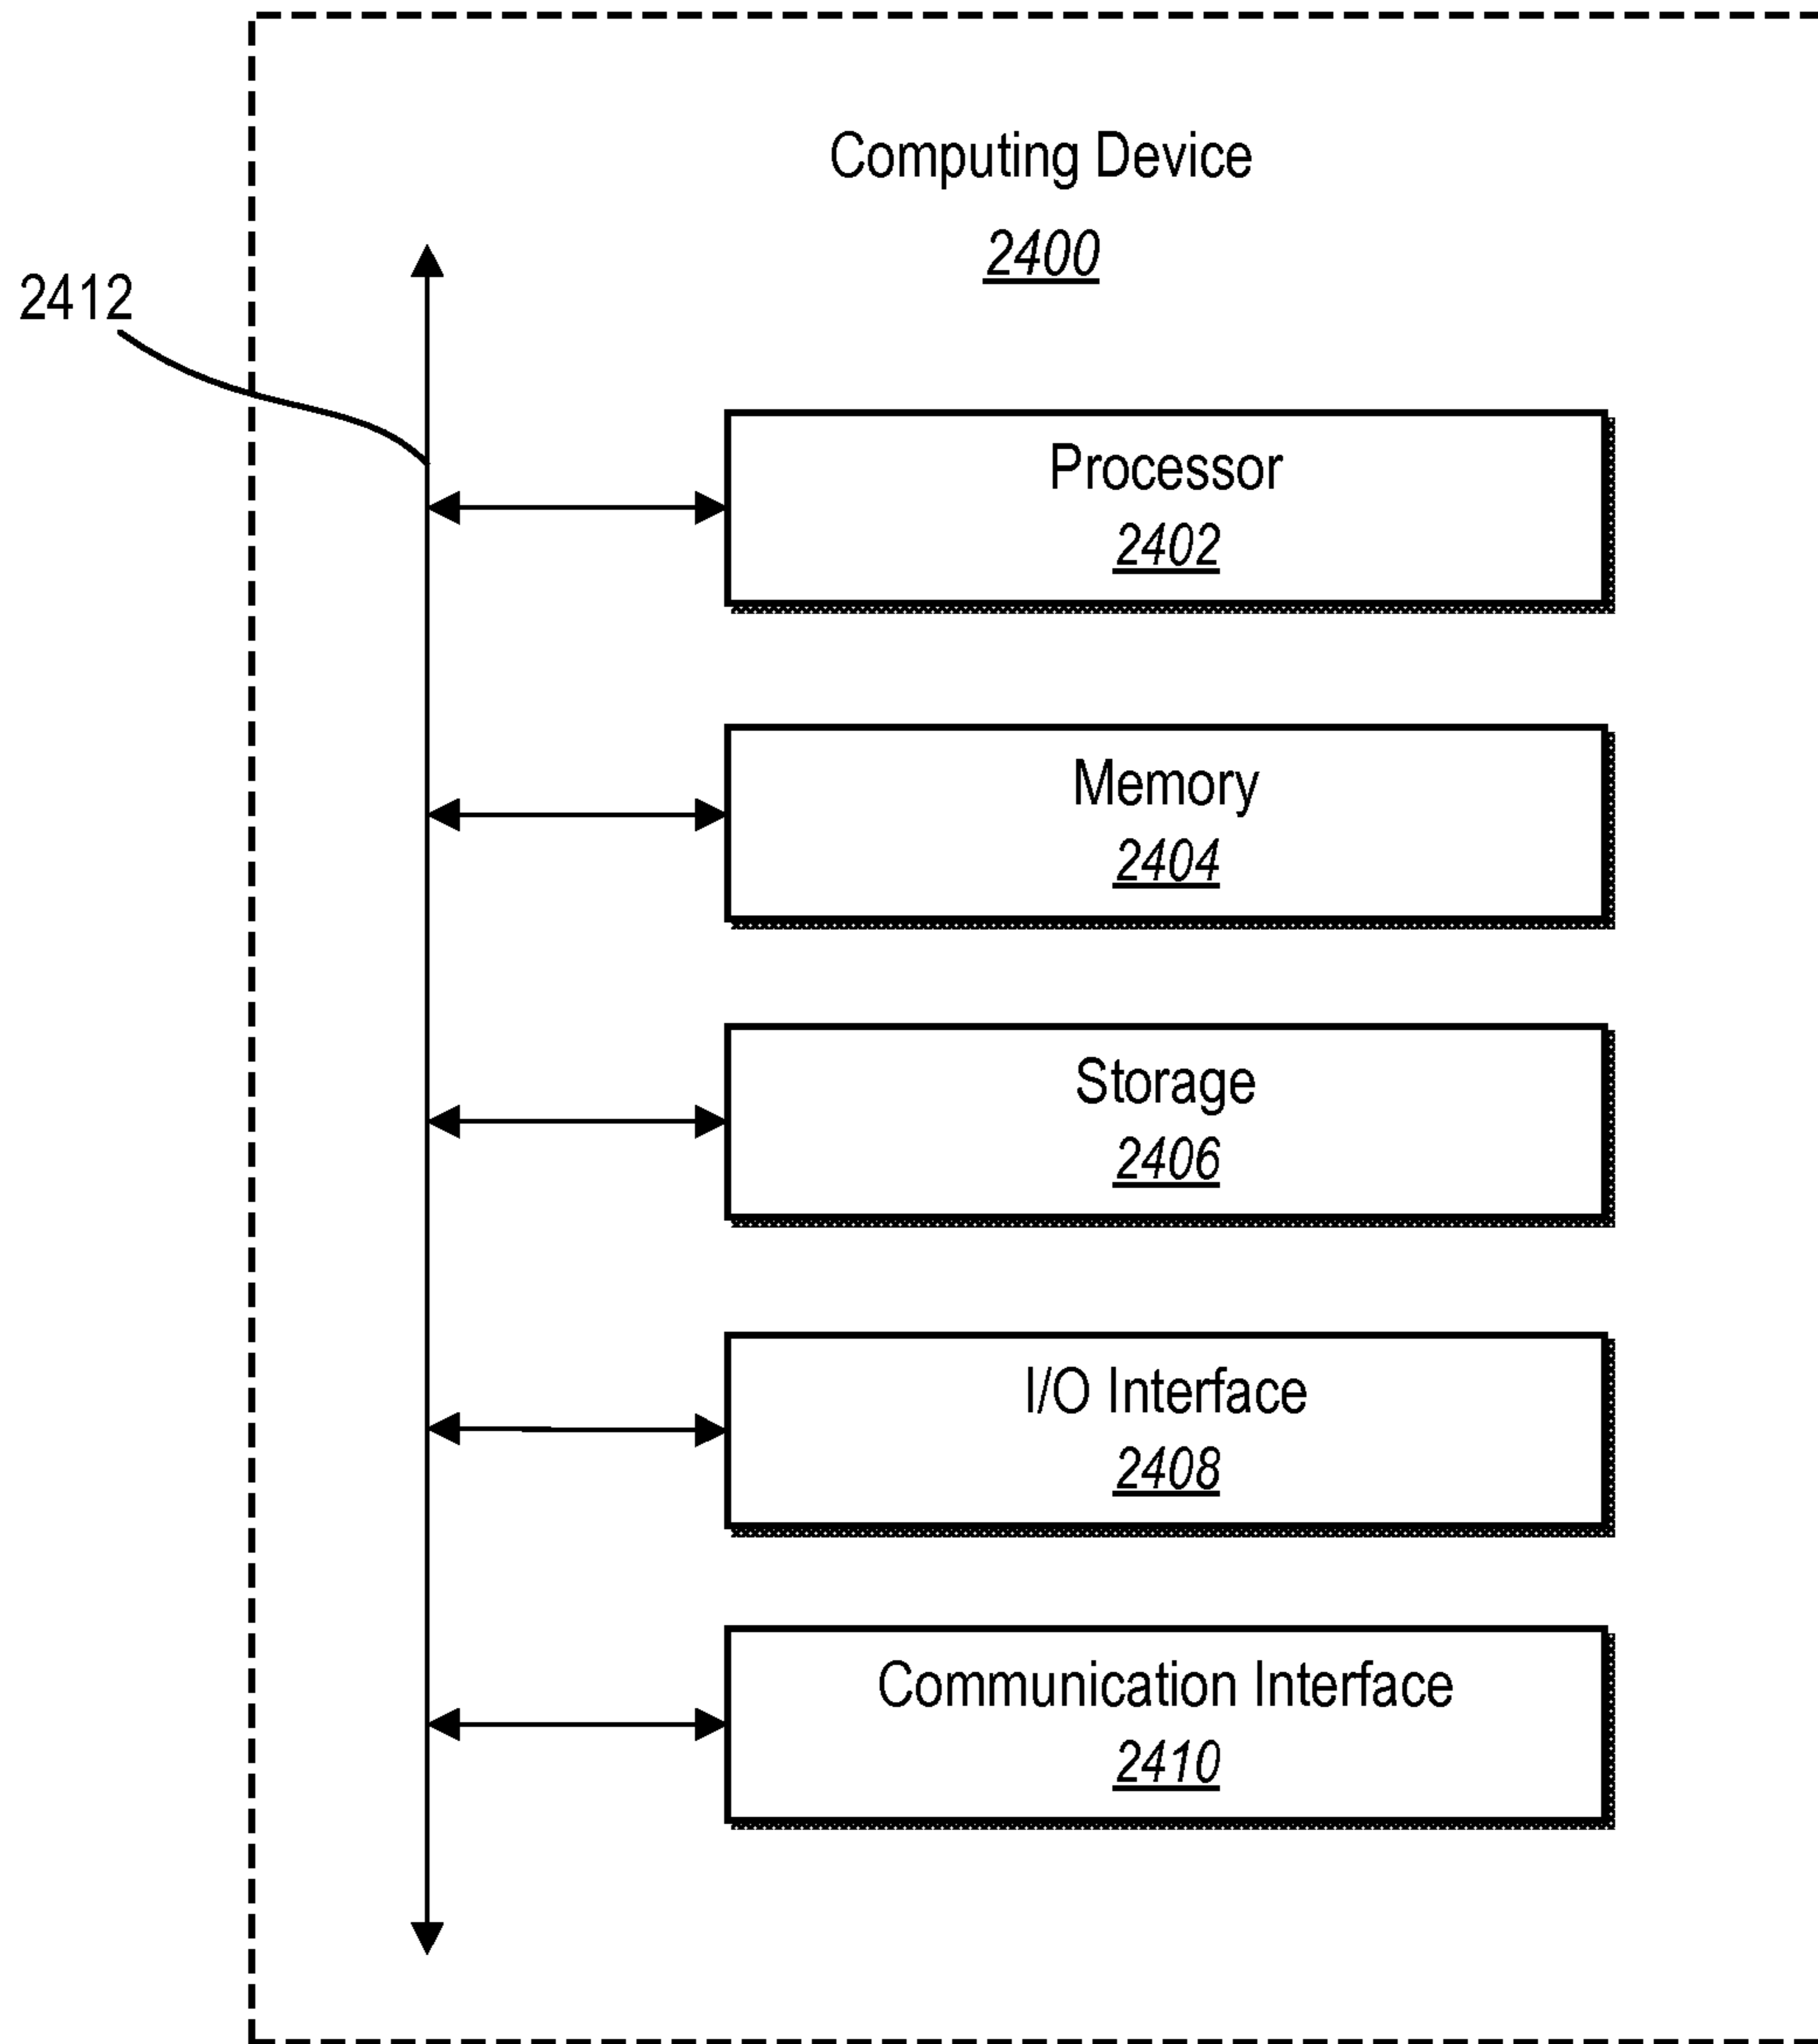 Computing Device
2400
2412
Processor
2402
Memory
2404
Storage
2406
I/O Interface
2408
Communication Interface
2410